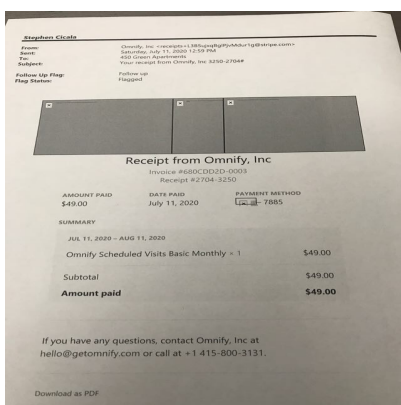 Stephen Cicala
From: Omnify, Inc
Sent: Saturday, July 11, 2020 12:59 PM
To: 450 Green Apartments
Subject: Your receipt from Omnify, Inc 3250-2704#
Follow Up Flag: Follow up
Flag Status: Flagged
Receipt from Omnify, Inc
Invoice #680CDD2D-0003
Receipt #2704-3250
AMOUNT PAID DATE PAID PAYMENT METHOD
$49.00 July 11, 2020 - 7885
SUMMARY
JUL 11, 2020 – AUG 11, 2020
Omnify Scheduled Visits Basic Monthly × 1 $49.00
Subtotal $49.00
Amount paid $49.00
If you have any questions, contact Omnify, Inc at
hello@getomnify.com or call at +1 415-800-3131.
Download as PDF